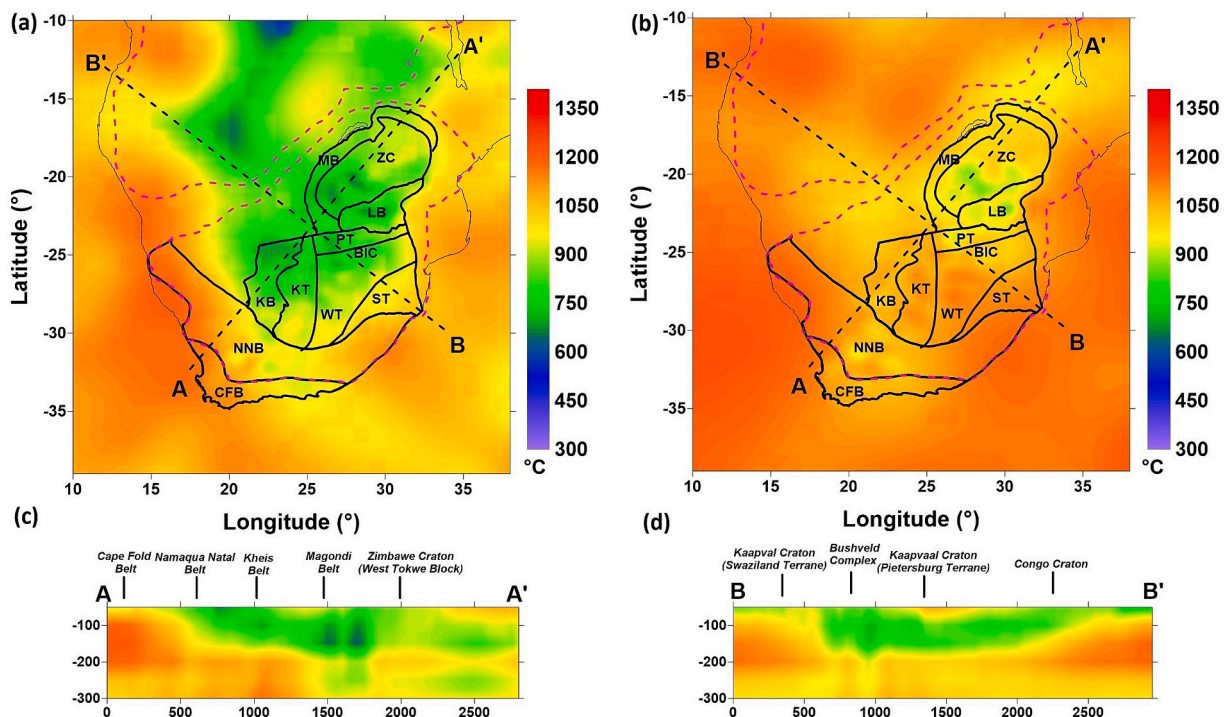 (a)
-10
-15
-20
-25
-30
-35
Latitude (°)
B'
A'
MB
ZC
LB
PT
BIC
KB
KT
WT
ST
NNB
CFB
A
B
10 15 20 25 30 35
Longitude (°)
1350
1200
1050
900
750
600
450
300
°C
(b)
-10
-15
-20
-25
-30
-35
Latitude (°)
B'
A'
MB
ZC
LB
PT
BIC
KB
KT
WT
ST
NNB
CFB
A
B
10 15 20 25 30 35
Longitude (°)
1350
1200
1050
900
750
600
450
300
°C
(c)
Cape Fold
Belt
Namaqua Natal
Belt
Kheis
Belt
Magondi
Belt
Zimbawe Craton
(West Tokwe Block)
A
A'
-100
-200
-300
0 500 1000 1500 2000 2500
(d)
Kaapval Craton
(Swaziland Terrane)
Bushveld
Complex
Kaapvaal Craton
(Pietersburg Terrane)
Congo Craton
B
B'
-100
-200
-300
0 500 1000 1500 2000 2500